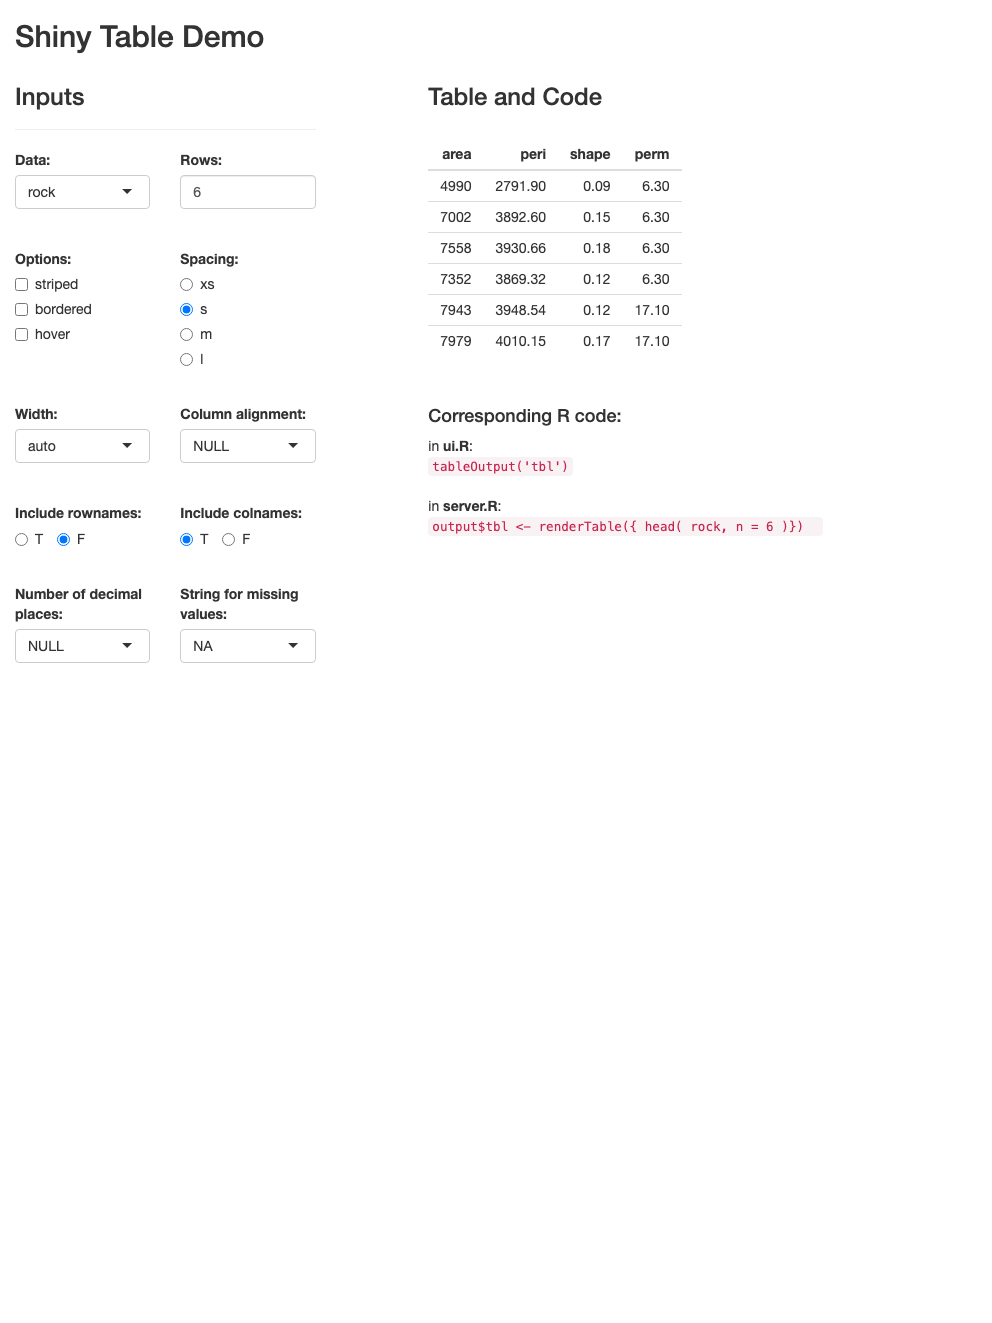 Shiny Table Demo
Inputs
Data:
rock
Rows:
6
Options:
striped
bordered
hover
Spacing:
xs
s
m
l
Width:
auto
Column alignment:
NULL
Include rownames:
T F
Include colnames:
T F
Number of decimal
places:
NULL
String for missing
values:
NA
Table and Code
area peri shape perm
4990 2791.90 0.09 6.30
7002 3892.60 0.15 6.30
7558 3930.66 0.18 6.30
7352 3869.32 0.12 6.30
7943 3948.54 0.12 17.10
7979 4010.15 0.17 17.10
Corresponding R code:
in ui.R:
tableOutput('tbl')
in server.R:
output$tbl <- renderTable({ head( rock, n = 6 )})